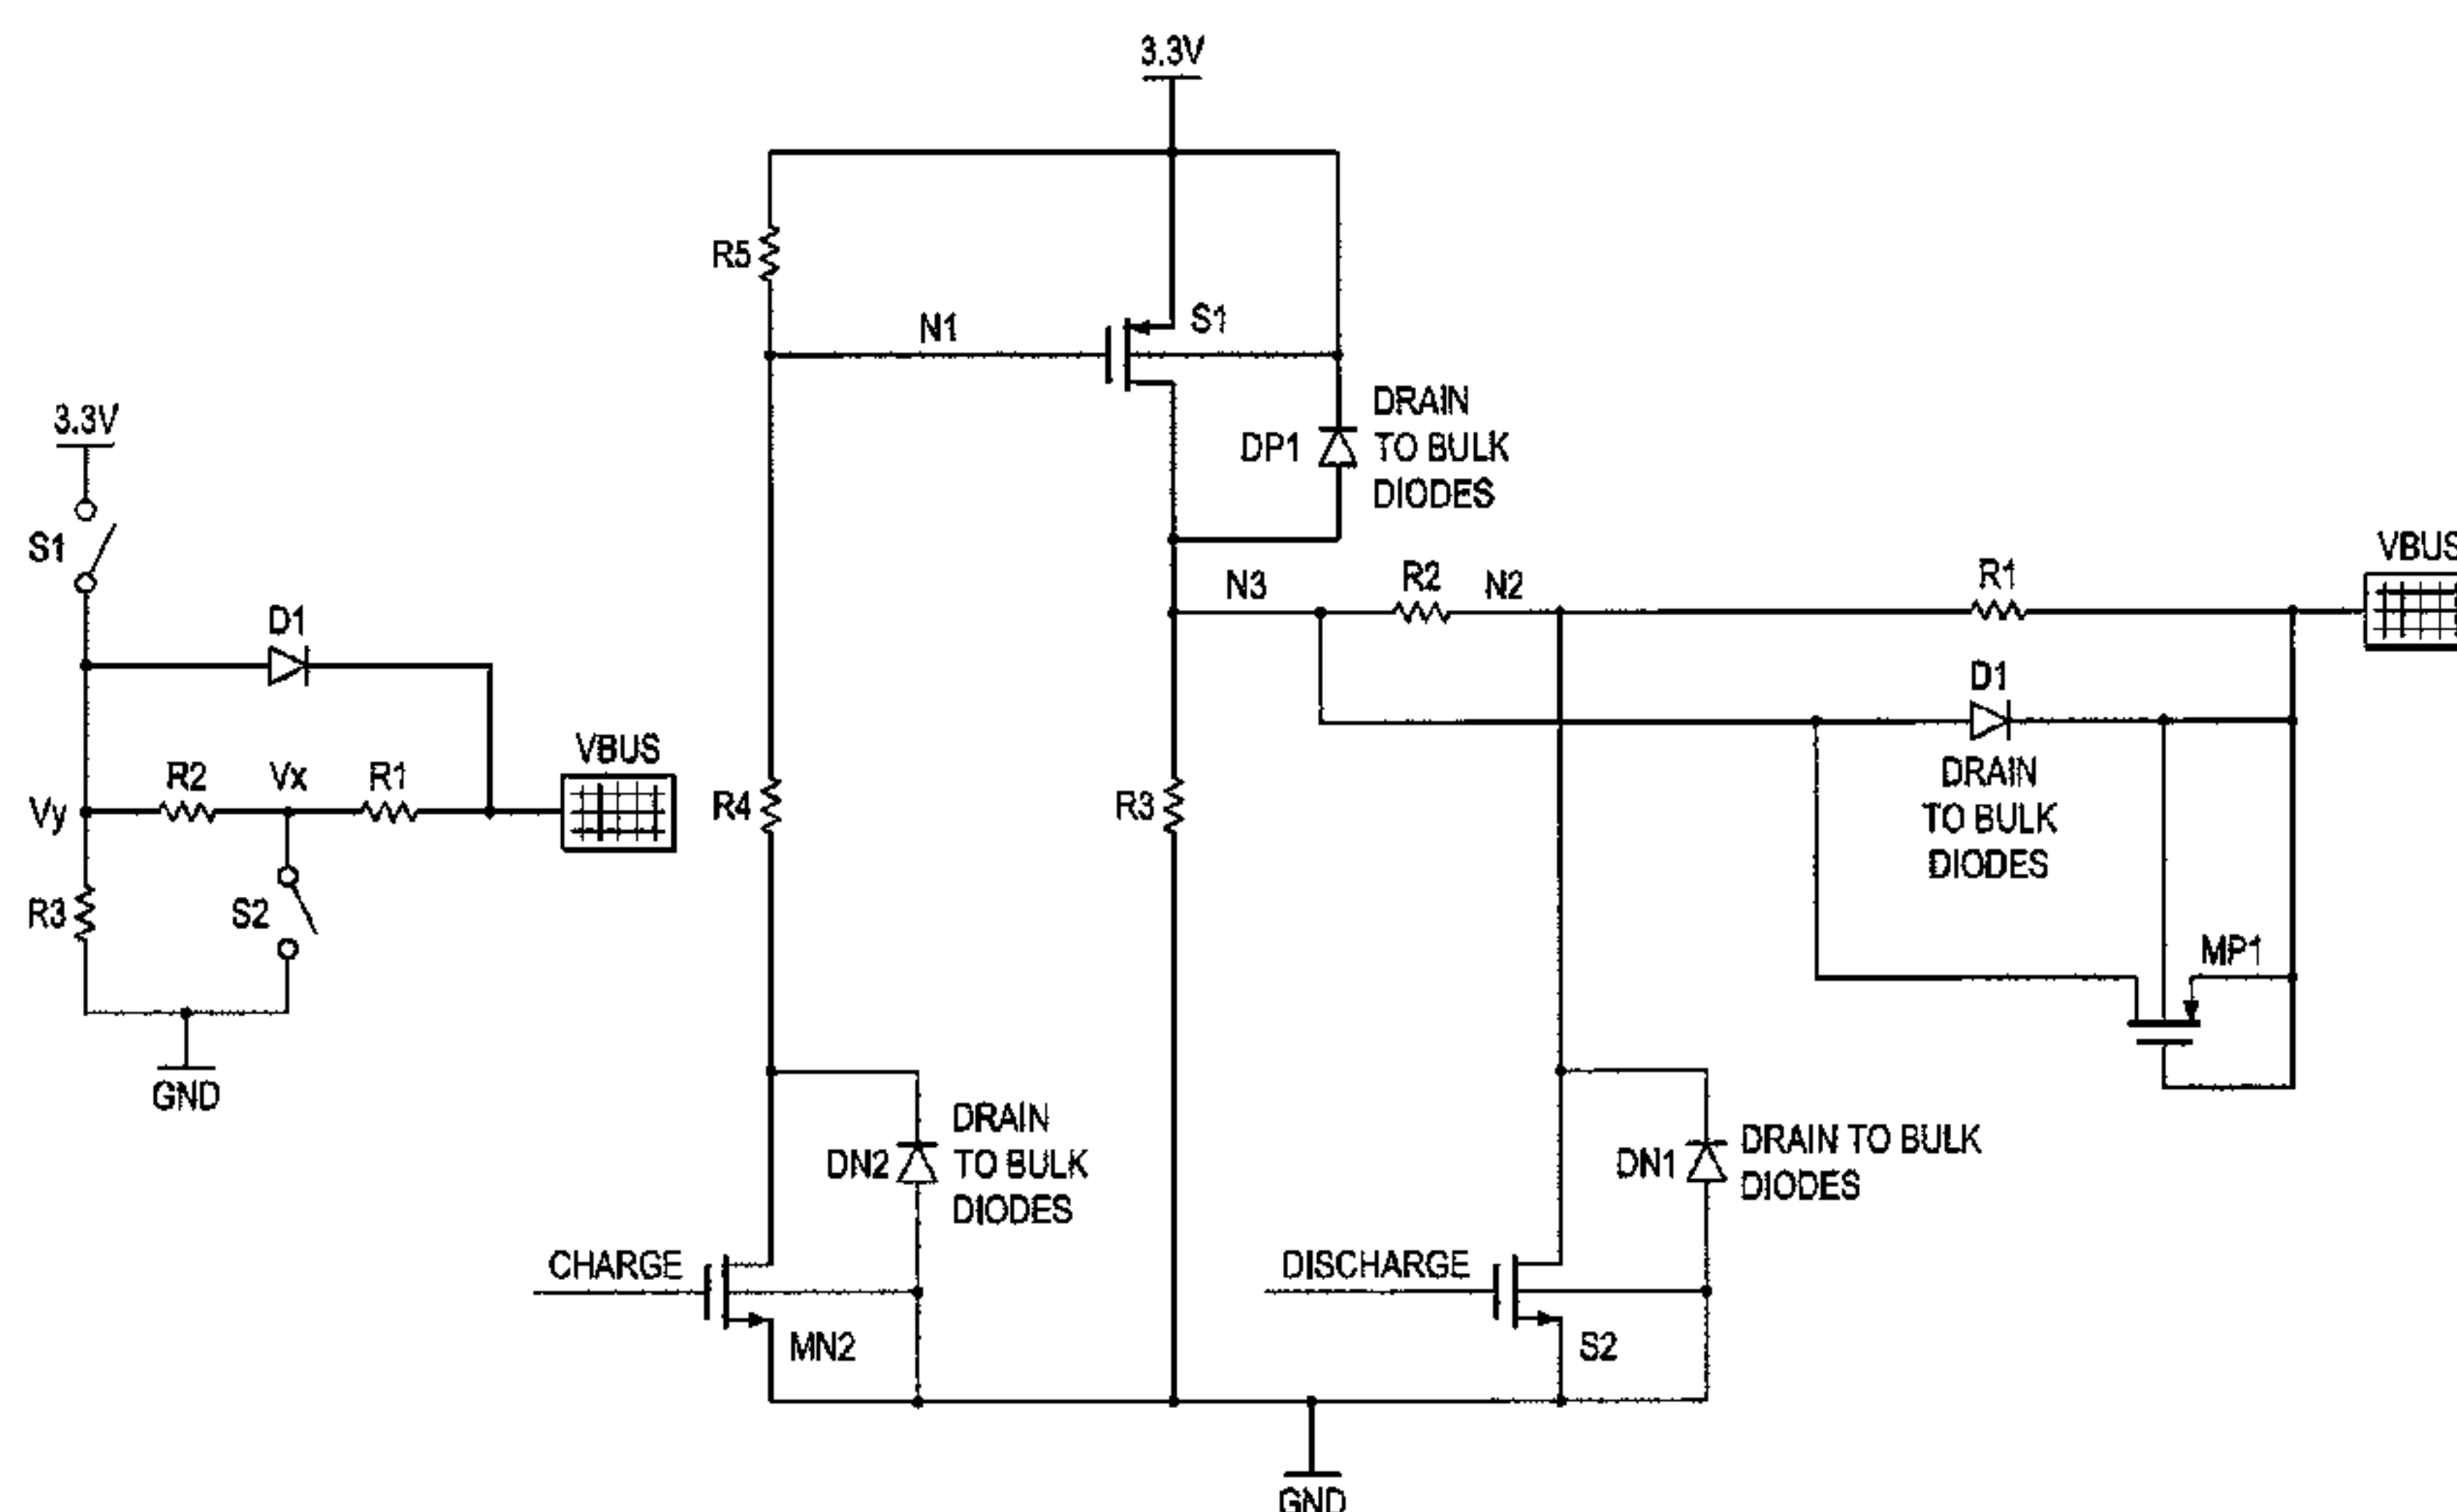 3.3V
S1
D1
VBUS
Vy
R2
Vx
R1
R3
S2
GND
3.3V
R5
N1
S1
DP1
DRAIN
TO BULK
DIODES
N3
R2
N2
R1
VBUS
D1
DRAIN
TO BULK
DIODES
R4
R3
MP1
DN2
DRAIN
TO BULK
DIODES
DN1
DRAIN TO BULK
DIODES
CHARGE
MN2
DISCHARGE
S2
GND